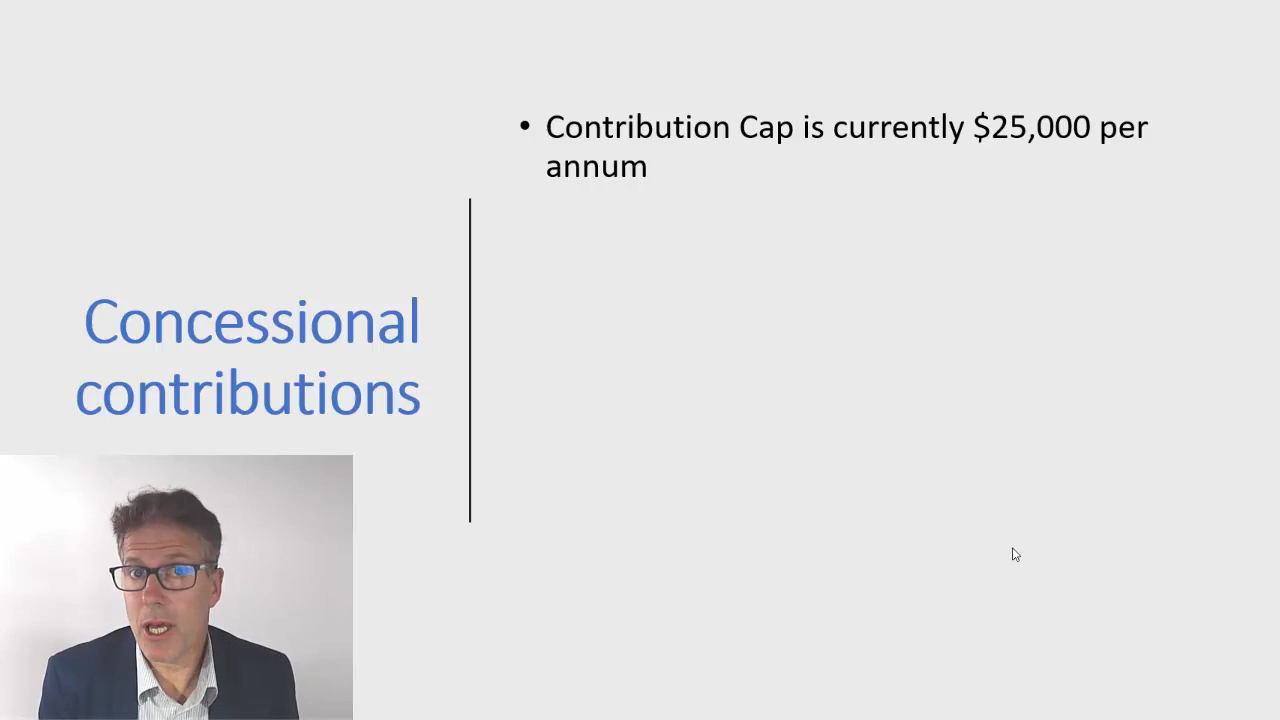 Concessional
contributions
• Contribution Cap is currently $25,000 per
annum